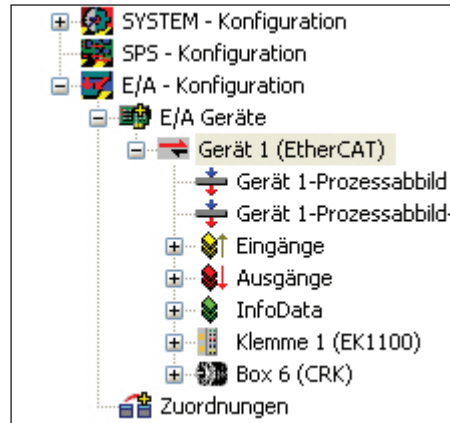 SYSTEM - Konfiguration
SPS - Konfiguration
E/A - Konfiguration
E/A Geräte
Gerät 1 (EtherCAT)
Gerät 1-Prozessabbild
Gerät 1-Prozessabbild-
Eingänge
Ausgänge
InfoData
Klemme 1 (EK1100)
Box 6 (CRK)
Zuordnungen